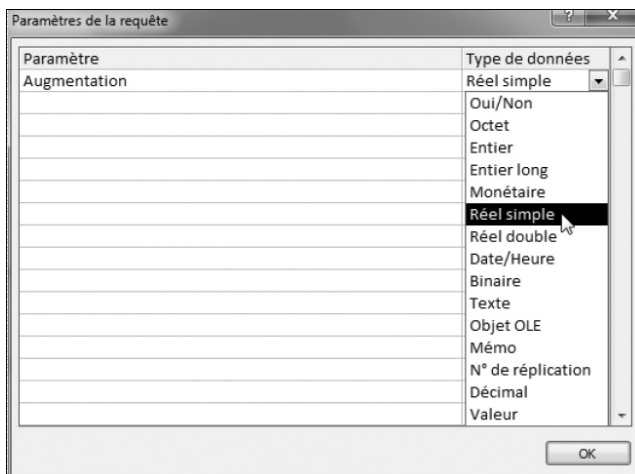 Paramètres de la requête
? X
Paramètre Type de données
Augmentation Réel simple
Oui/Non
Octet
Entier
Entier long
Monétaire
Réel simple
Réel double
Date/Heure
Binaire
Texte
Objet OLE
Mémo
N° de réplication
Décimal
Valeur
OK